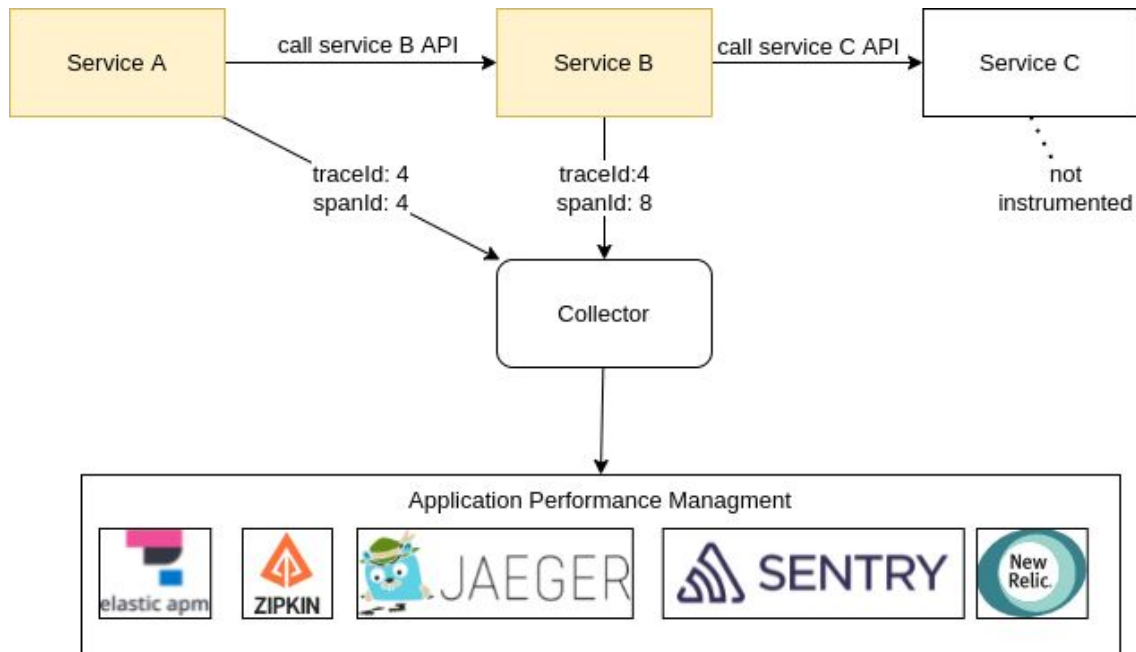 Service A
call service B API
Service B
call service C API
Service C
traceId: 4
spanId: 4
traceId:4
spanId: 8
not
instrumented
Collector
Application Performance Managment
elastic apm
ZIPKIN
JAEGER
SENTRY
New
Relic.